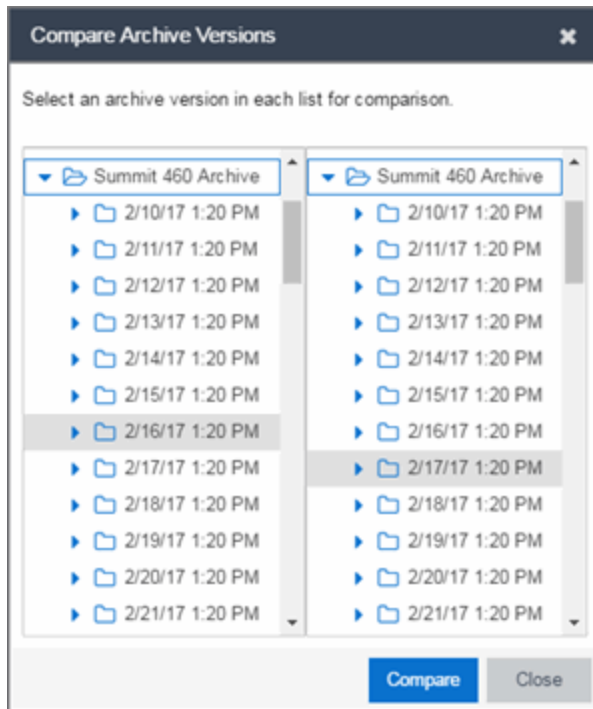 Compare Archive Versions
Select an archive version in each list for comparison.
Summit 460 Archive
2/10/17 1:20 PM
2/11/17 1:20 PM
2/12/17 1:20 PM
2/13/17 1:20 PM
2/14/17 1:20 PM
2/15/17 1:20 PM
2/16/17 1:20 PM
2/17/17 1:20 PM
2/18/17 1:20 PM
2/19/17 1:20 PM
2/20/17 1:20 PM
2/21/17 1:20 PM
Summit 460 Archive
2/10/17 1:20 PM
2/11/17 1:20 PM
2/12/17 1:20 PM
2/13/17 1:20 PM
2/14/17 1:20 PM
2/15/17 1:20 PM
2/16/17 1:20 PM
2/17/17 1:20 PM
2/18/17 1:20 PM
2/19/17 1:20 PM
2/20/17 1:20 PM
2/21/17 1:20 PM
Compare
Close